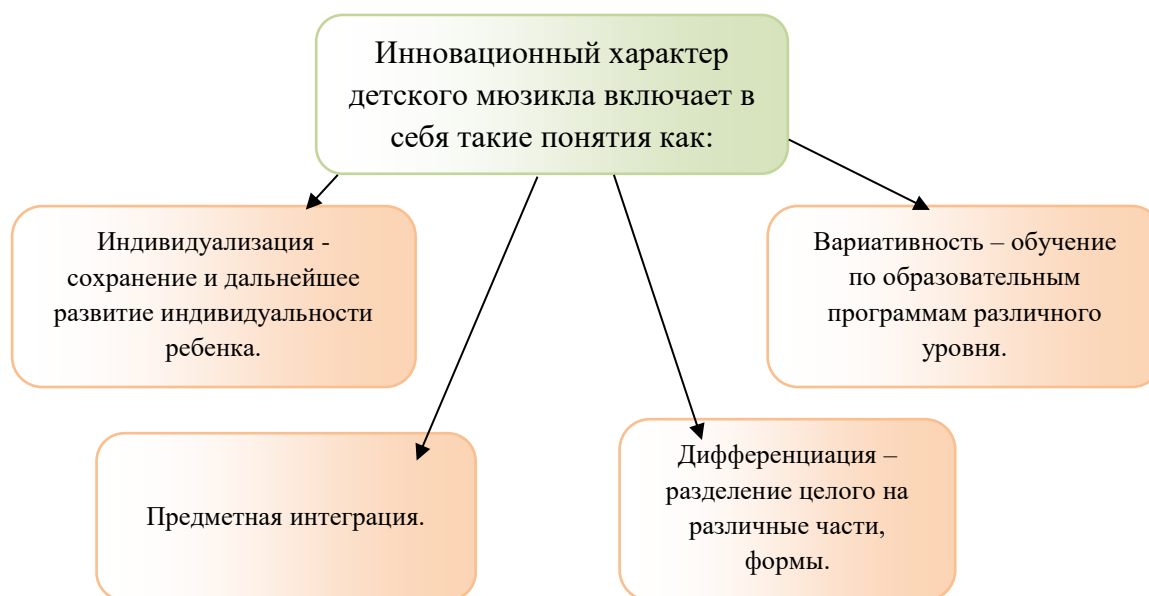 Инновационный характер
детского мюзикла включает в
себя такие понятия как:
Индивидуализация -
сохранение и дальнейшее
развитие индивидуальности
ребенка.
Вариативность – обучение
по образовательным
программам различного
уровня.
Предметная интеграция.
Дифференциация –
разделение целого на
различные части,
формы.